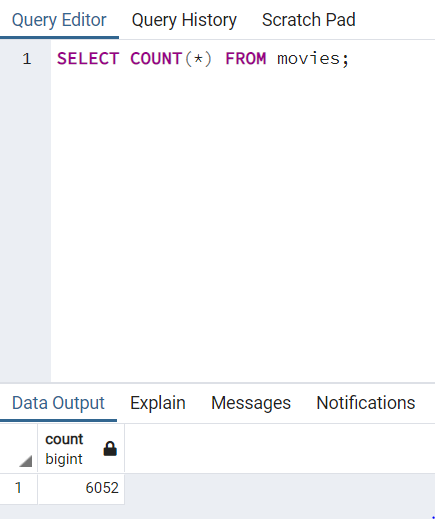 Query Editor Query History Scratch Pad
1 SELECT COUNT(*) FROM movies;
Data Output Explain Messages Notifications
count
bigint
1 6052